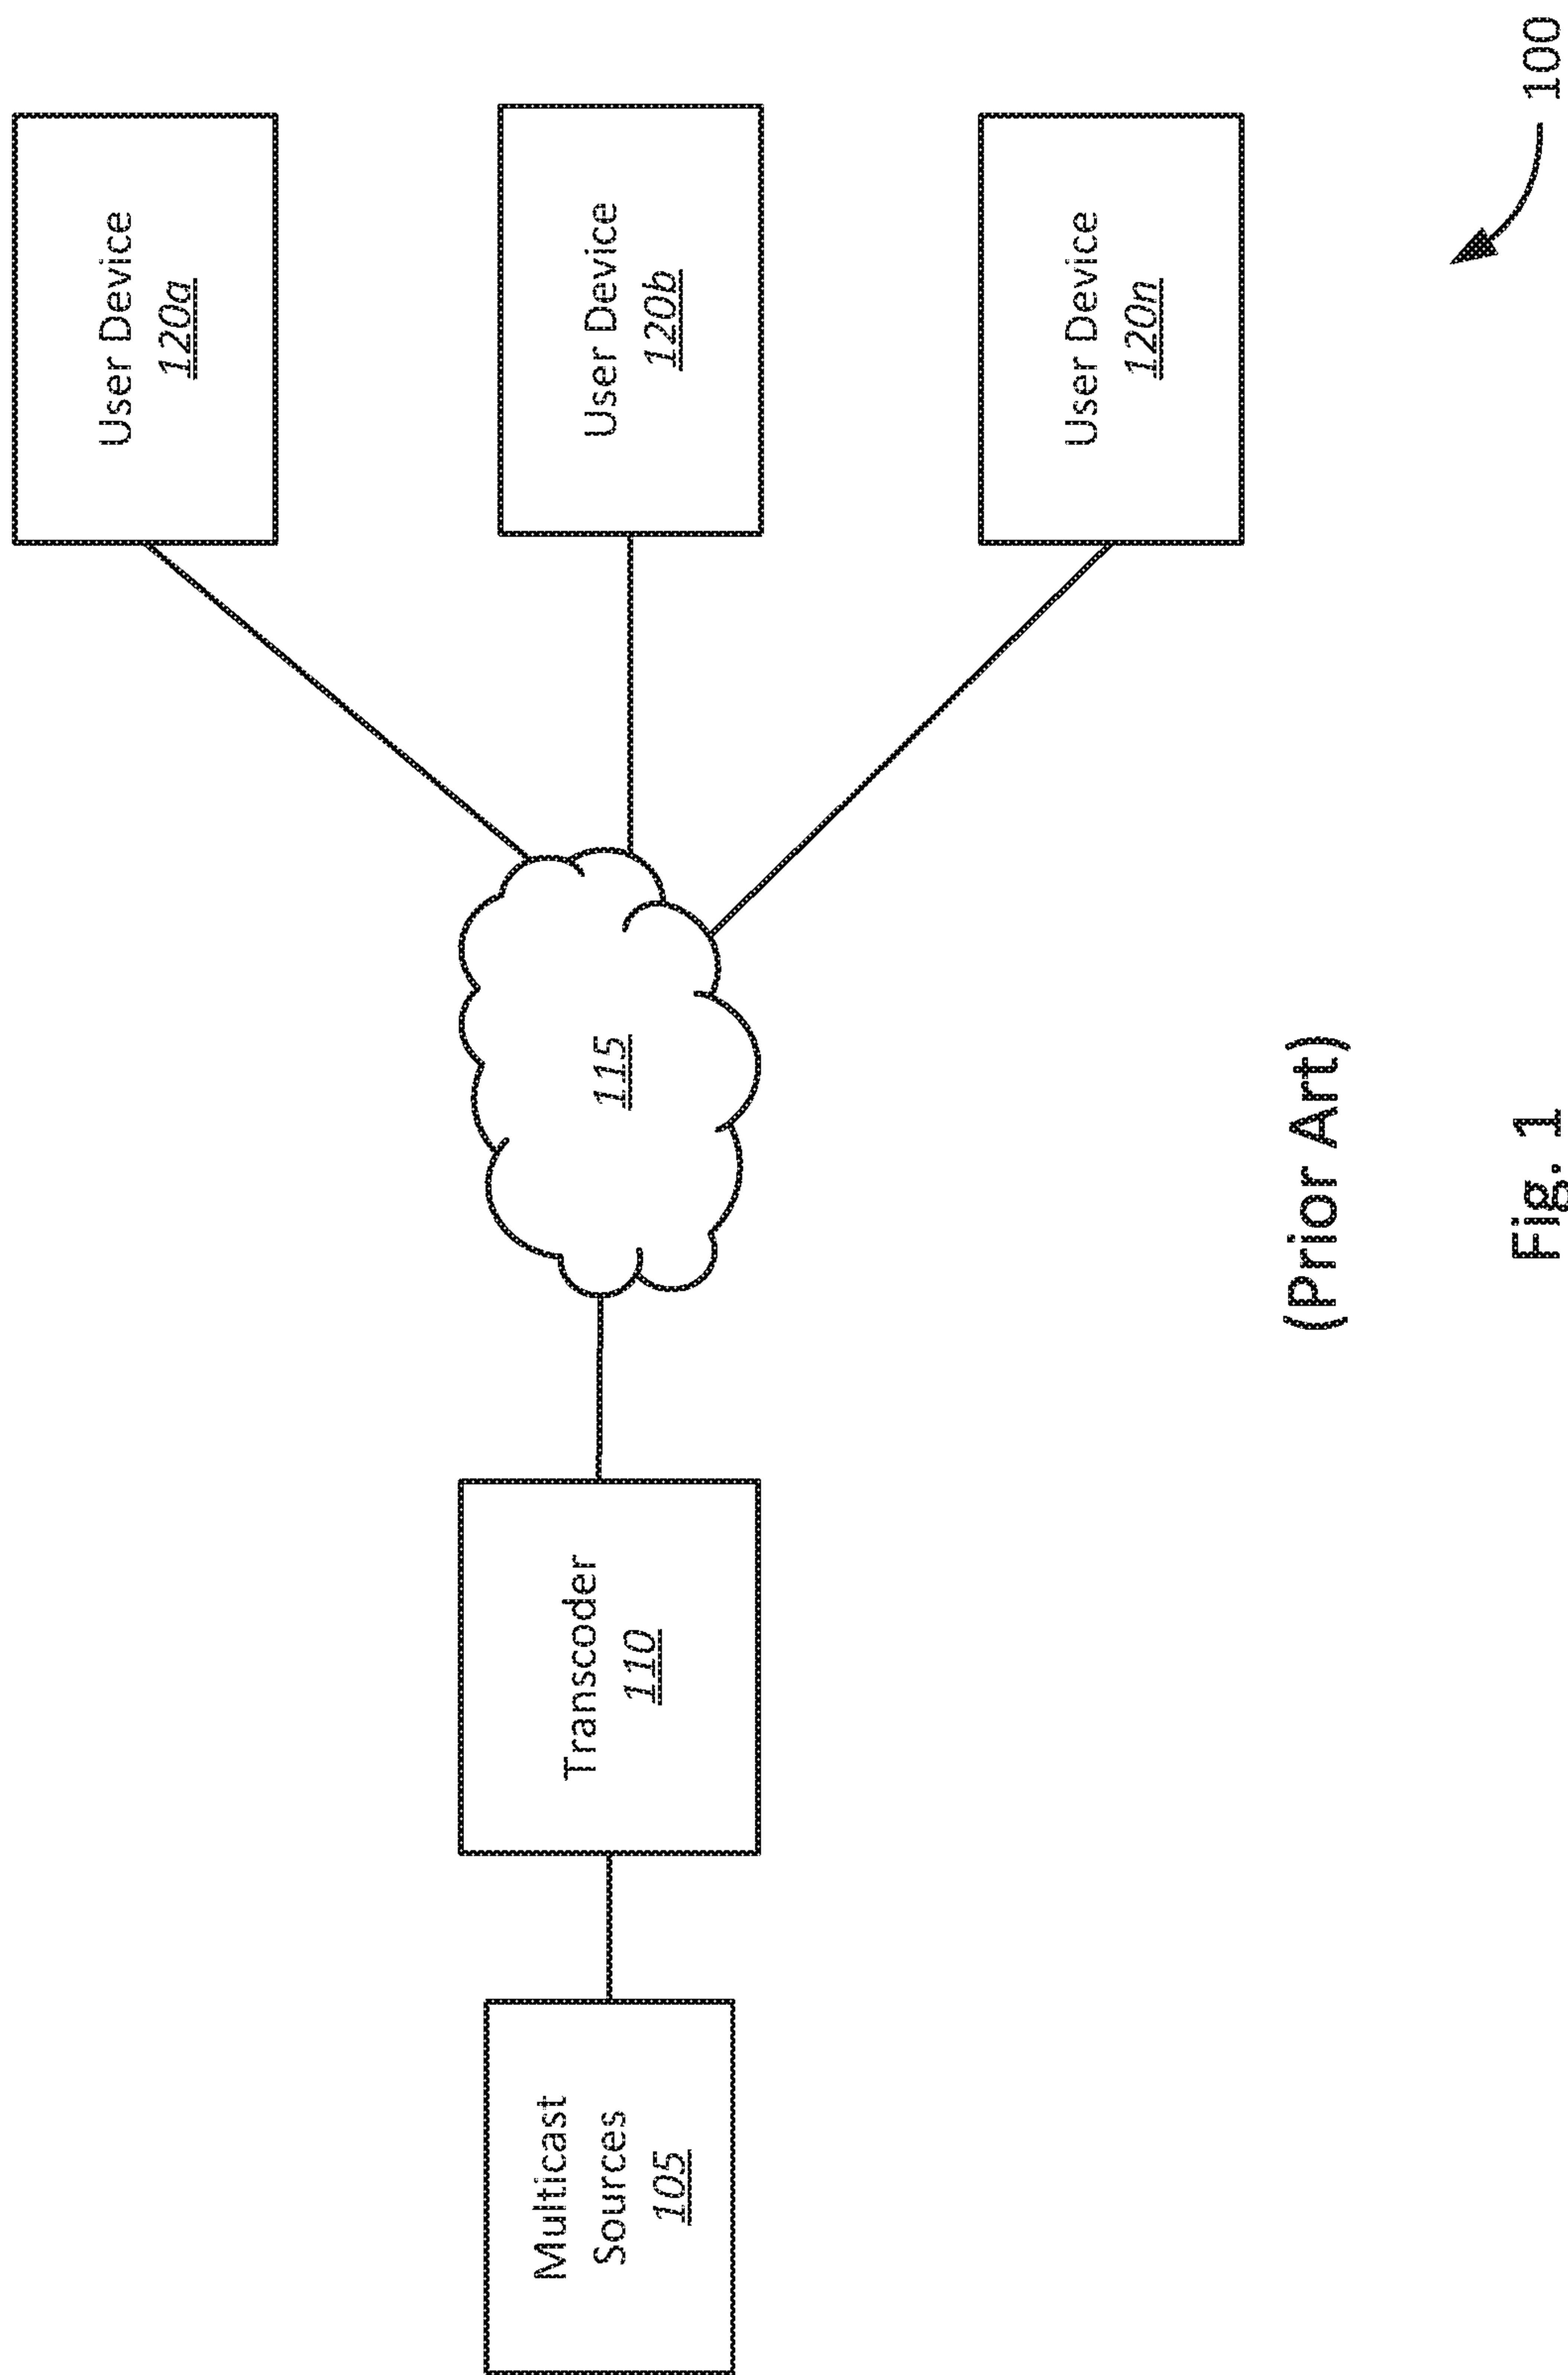 User Device
120a
Multicast
Sources
105
Transcoder
110
115
User Device
120b
User Device
120n
(Prior Art)
Fig. 1
100